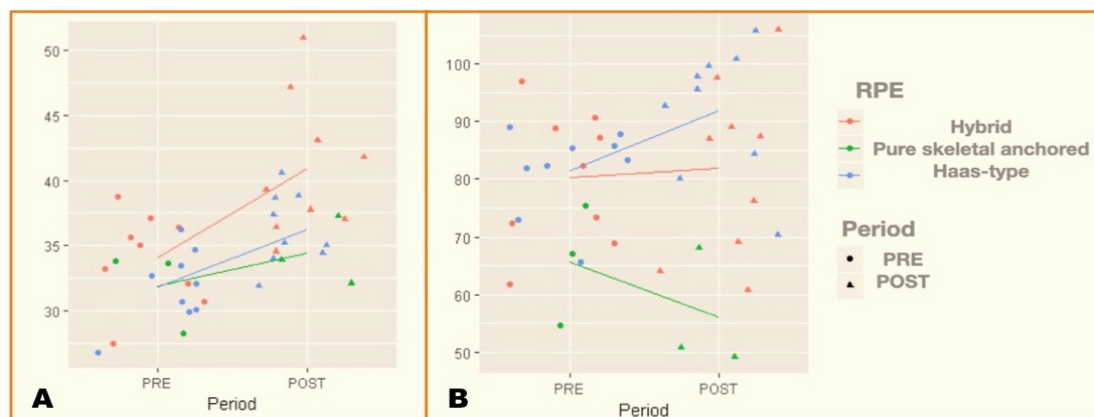 50
45
40
35
30
PRE
POST
Period
A
100
90
80
70
60
50
PRE
POST
Period
B
RPE
Hybrid
Pure skeletal anchored
Haas-type
Period
PRE
POST